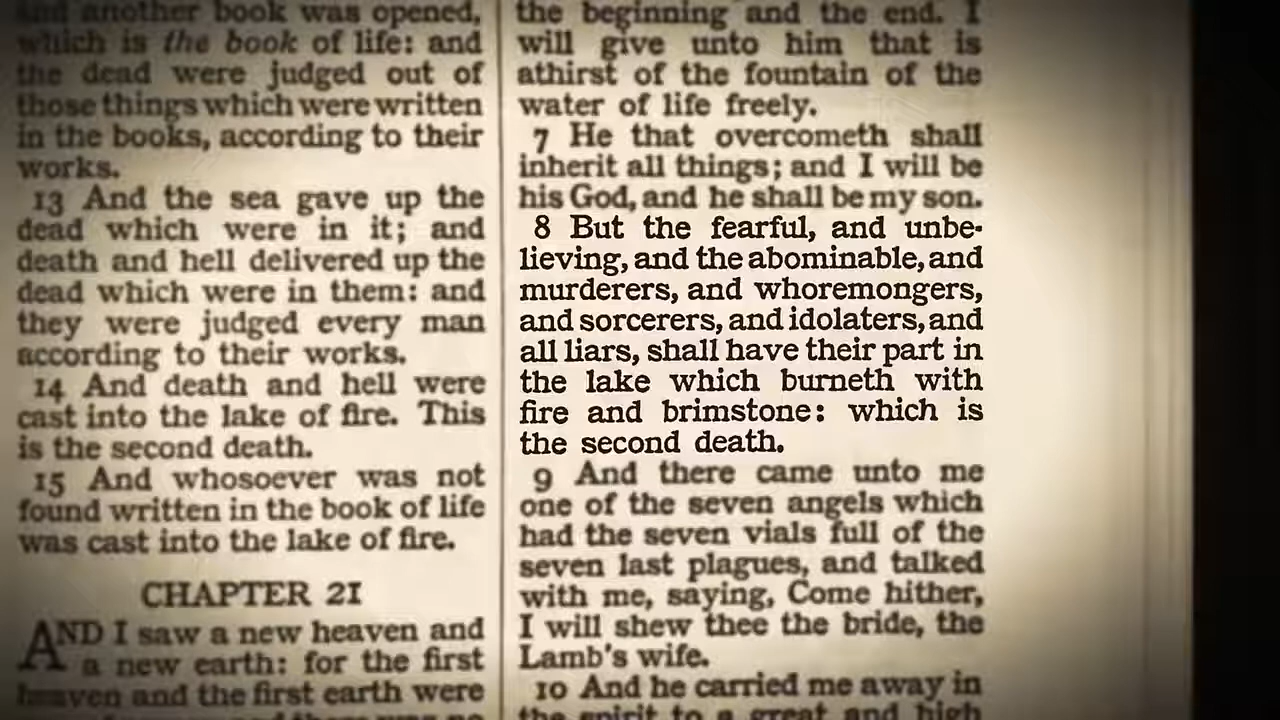 and another book was opened,
which is the book of life: and
the dead were judged out of
those things which were written
in the books, according to their
works.
13 And the sea gave up the
dead which were in it; and
death and hell delivered up the
dead which were in them: and
they were judged every man
according to their works.
14 And death and hell were
cast into the lake of fire. This
is the second death.
15 And whosoever was not
found written in the book of life
was cast into the lake of fire.
CHAPTER 21
AND I saw a new heaven and
a new earth: for the first
heaven and the first earth were
the beginning and the end. I
will give unto him that is
athirst of the fountain of the
water of life freely.
7 He that overcometh shall
inherit all things; and I will be
his God, and he shall be my son.
8 But the fearful, and unbe-
lieving, and the abominable, and
murderers, and whoremongers,
and sorcerers, and idolaters, and
all liars, shall have their part in
the lake which burneth with
fire and brimstone: which is
the second death.
9 And there came unto me
one of the seven angels which
had the seven vials full of the
seven last plagues, and talked
with me, saying, Come hither,
I will shew thee the bride, the
Lamb's wife.
10 And he carried me away in
the spirit to a great and high